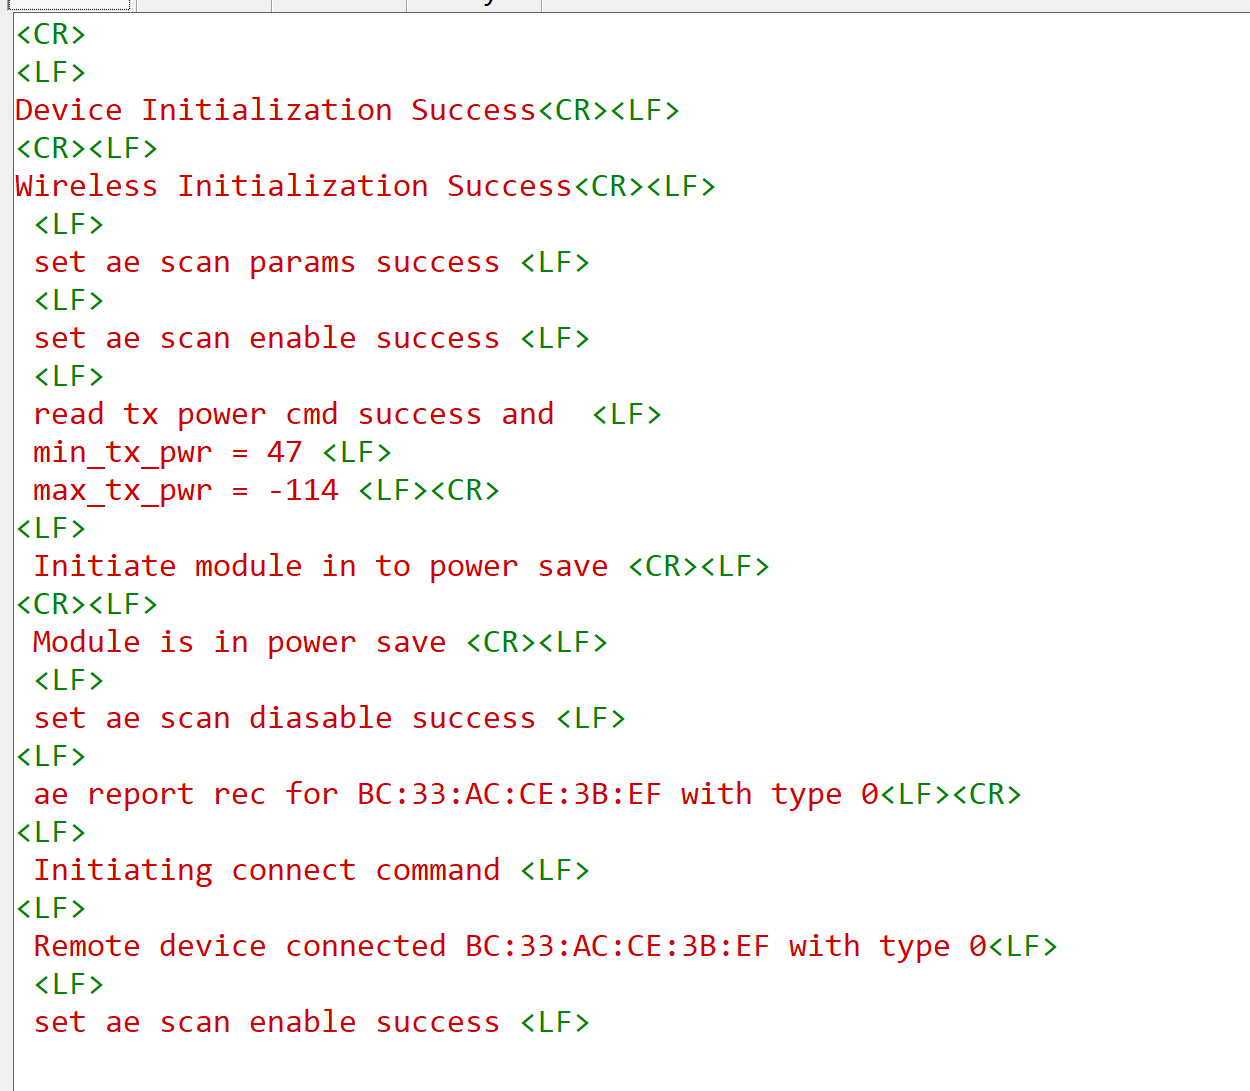 <CR>
<LF>
Device Initialization Success<CR><LF>
<CR><LF>
Wireless Initialization Success<CR><LF>
 <LF>
 set ae scan params success <LF>
 <LF>
 set ae scan enable success <LF>
 <LF>
 read tx power cmd success and  <LF>
 min_tx_pwr = 47 <LF>
 max_tx_pwr = -114 <LF><CR>
<LF>
 Initiate module in to power save <CR><LF>
<CR><LF>
 Module is in power save <CR><LF>
 <LF>
 set ae scan diasable success <LF>
<LF>
 ae report rec for BC:33:AC:CE:3B:EF with type 0<LF><CR>
<LF>
 Initiating connect command <LF>
<LF>
 Remote device connected BC:33:AC:CE:3B:EF with type 0<LF>
 <LF>
 set ae scan enable success <LF>